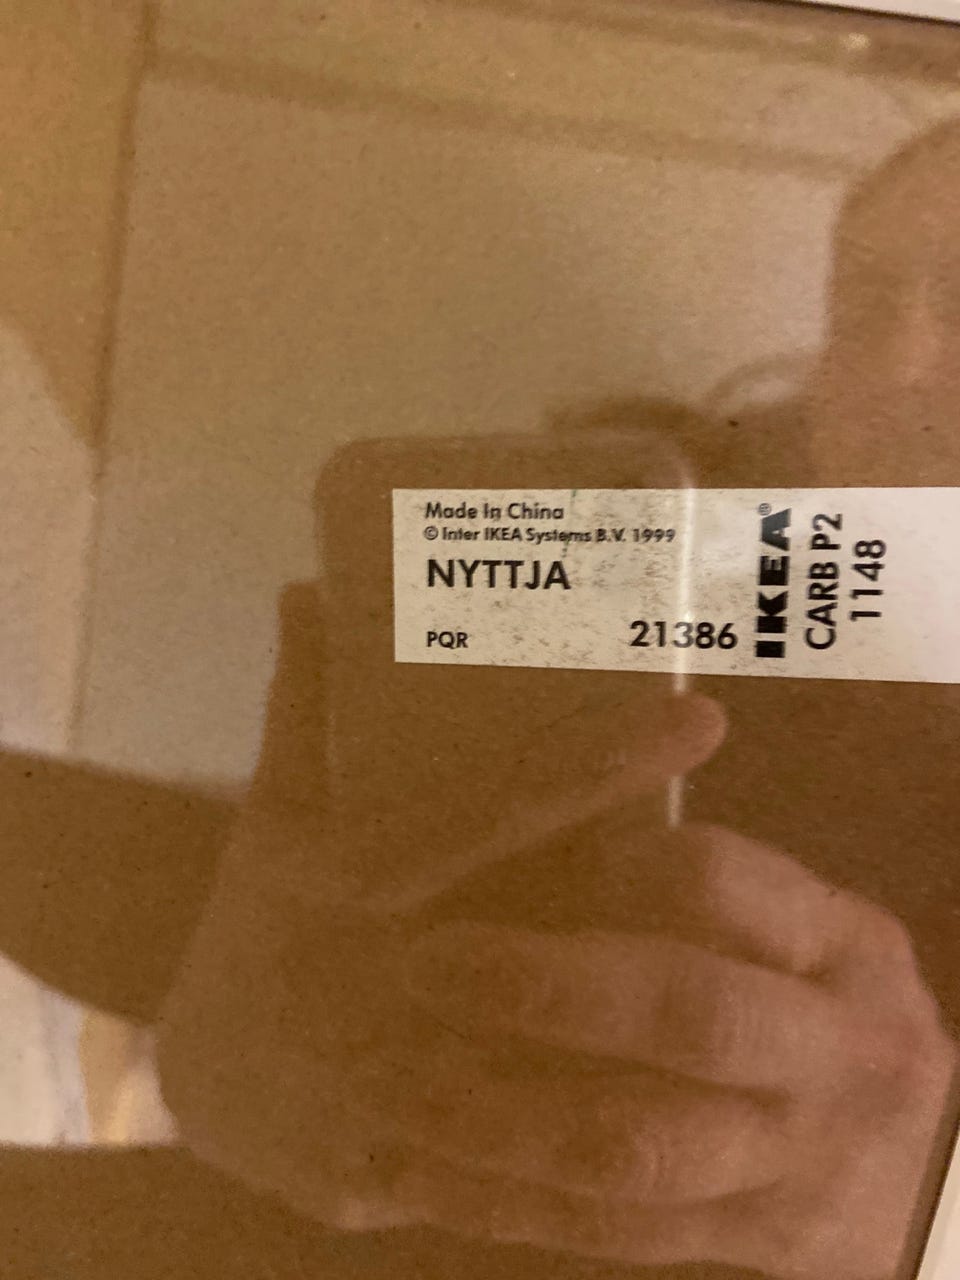 Made In China
© Inter IKEA Systems B.V. 1999
NYTTJA
PQR 21386
IKEA®
CARB P2
1148